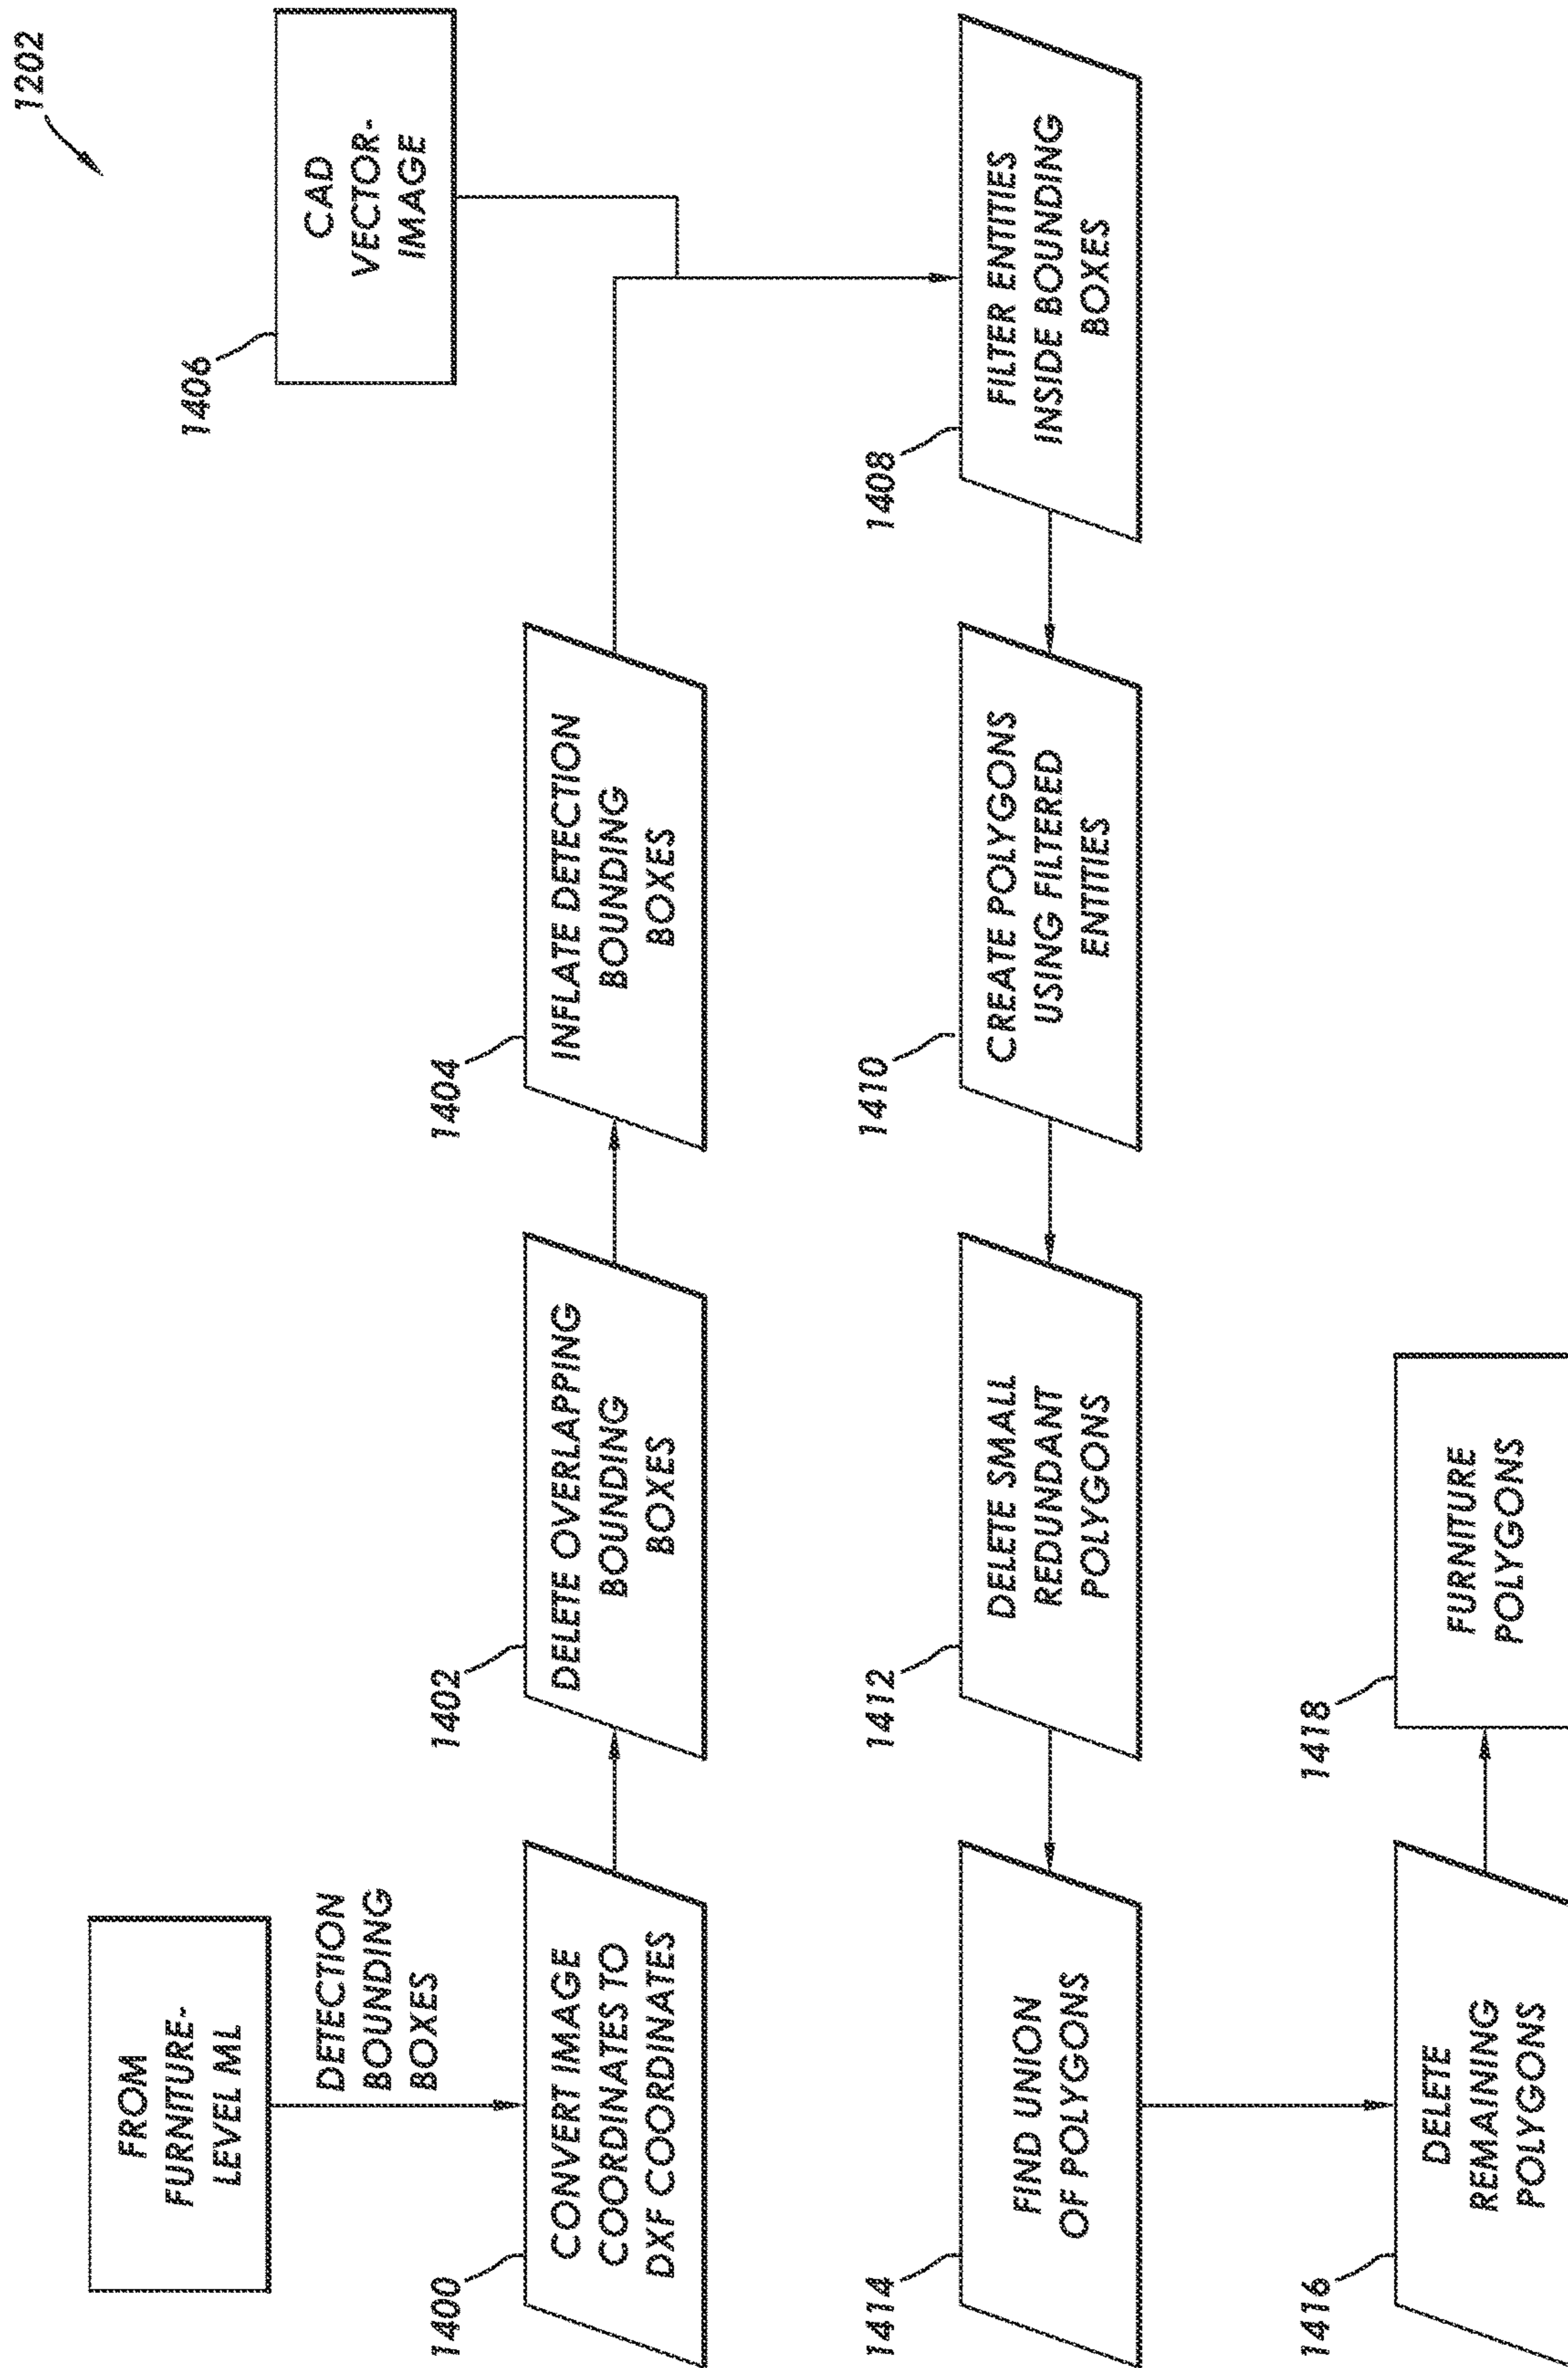 1202
FROM
FURNITURE-
LEVEL ML
DETECTION
BOUNDING
BOXES
1406
CAD
VECTOR-
IMAGE
1400
CONVERT IMAGE
COORDINATES TO
DXF COORDINATES
1402
DELETE OVERLAPPING
BOUNDING
BOXES
1404
INFLATE DETECTION
BOUNDING
BOXES
1408
FILTER ENTITIES
INSIDE BOUNDING
BOXES
1410
CREATE POLYGONS
USING FILTERED
ENTITIES
1412
DELETE SMALL
REDUNDANT
POLYGONS
1414
FIND UNION
OF POLYGONS
1416
DELETE
REMAINING
POLYGONS
1418
FURNITURE
POLYGONS